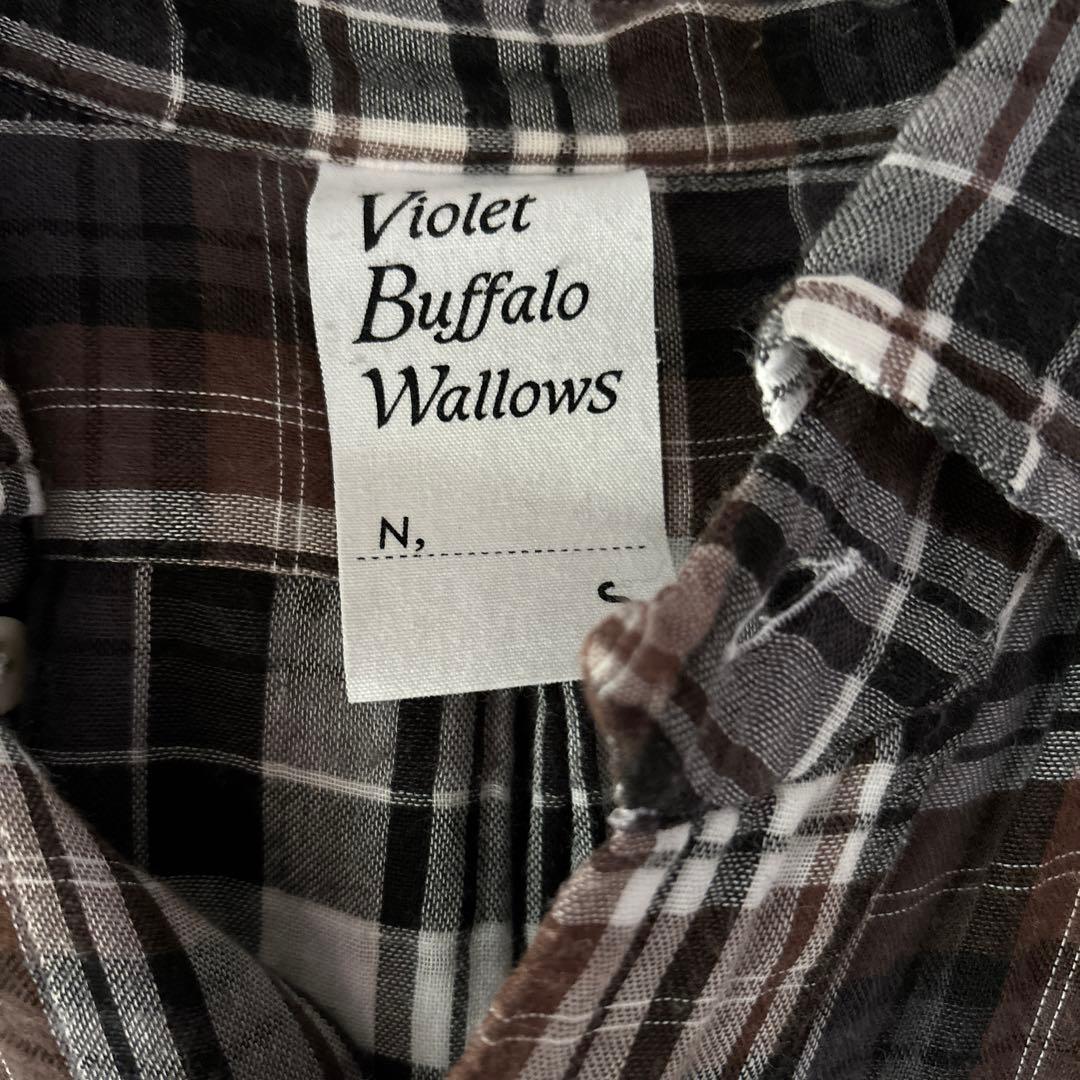 Violet
Buffalo
Wallows
N,